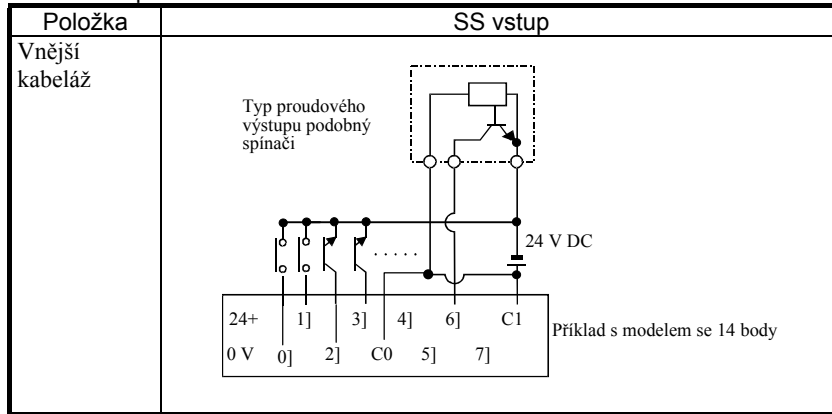 Položka SS vstup
Vnější
kabeláž
Typ proudového
výstupu podobný
spínači
24 V DC
. . . . .
24+ 1] 3] 4] 6] C1
0 V 0] 2] C0 5] 7]
Příklad s modelem se 14 body